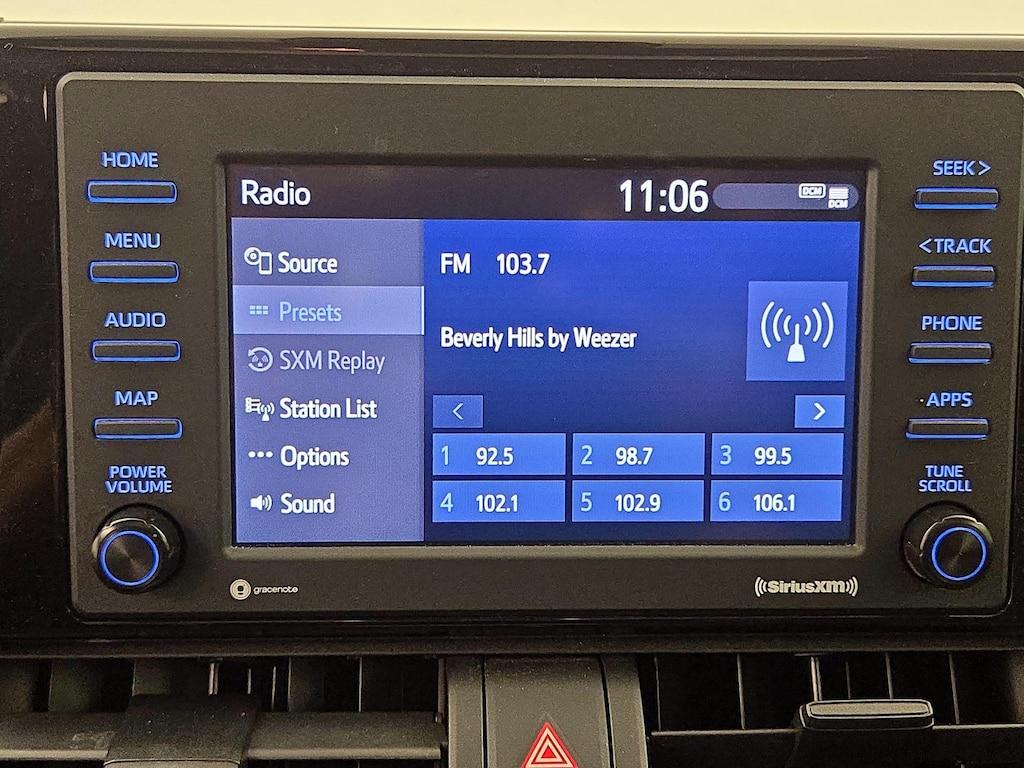 HOME
MENU
AUDIO
MAP
POWER
VOLUME
Radio
11:06
DCM
DCM
Source
Presets
SXM Replay
Station List
Options
Sound
FM 103.7
Beverly Hills by Weezer
<
>
1 92.5
2 98.7
3 99.5
4 102.1
5 102.9
6 106.1
gracenote
((SiriusXM))
SEEK >
< TRACK
PHONE
APPS
TUNE
SCROLL